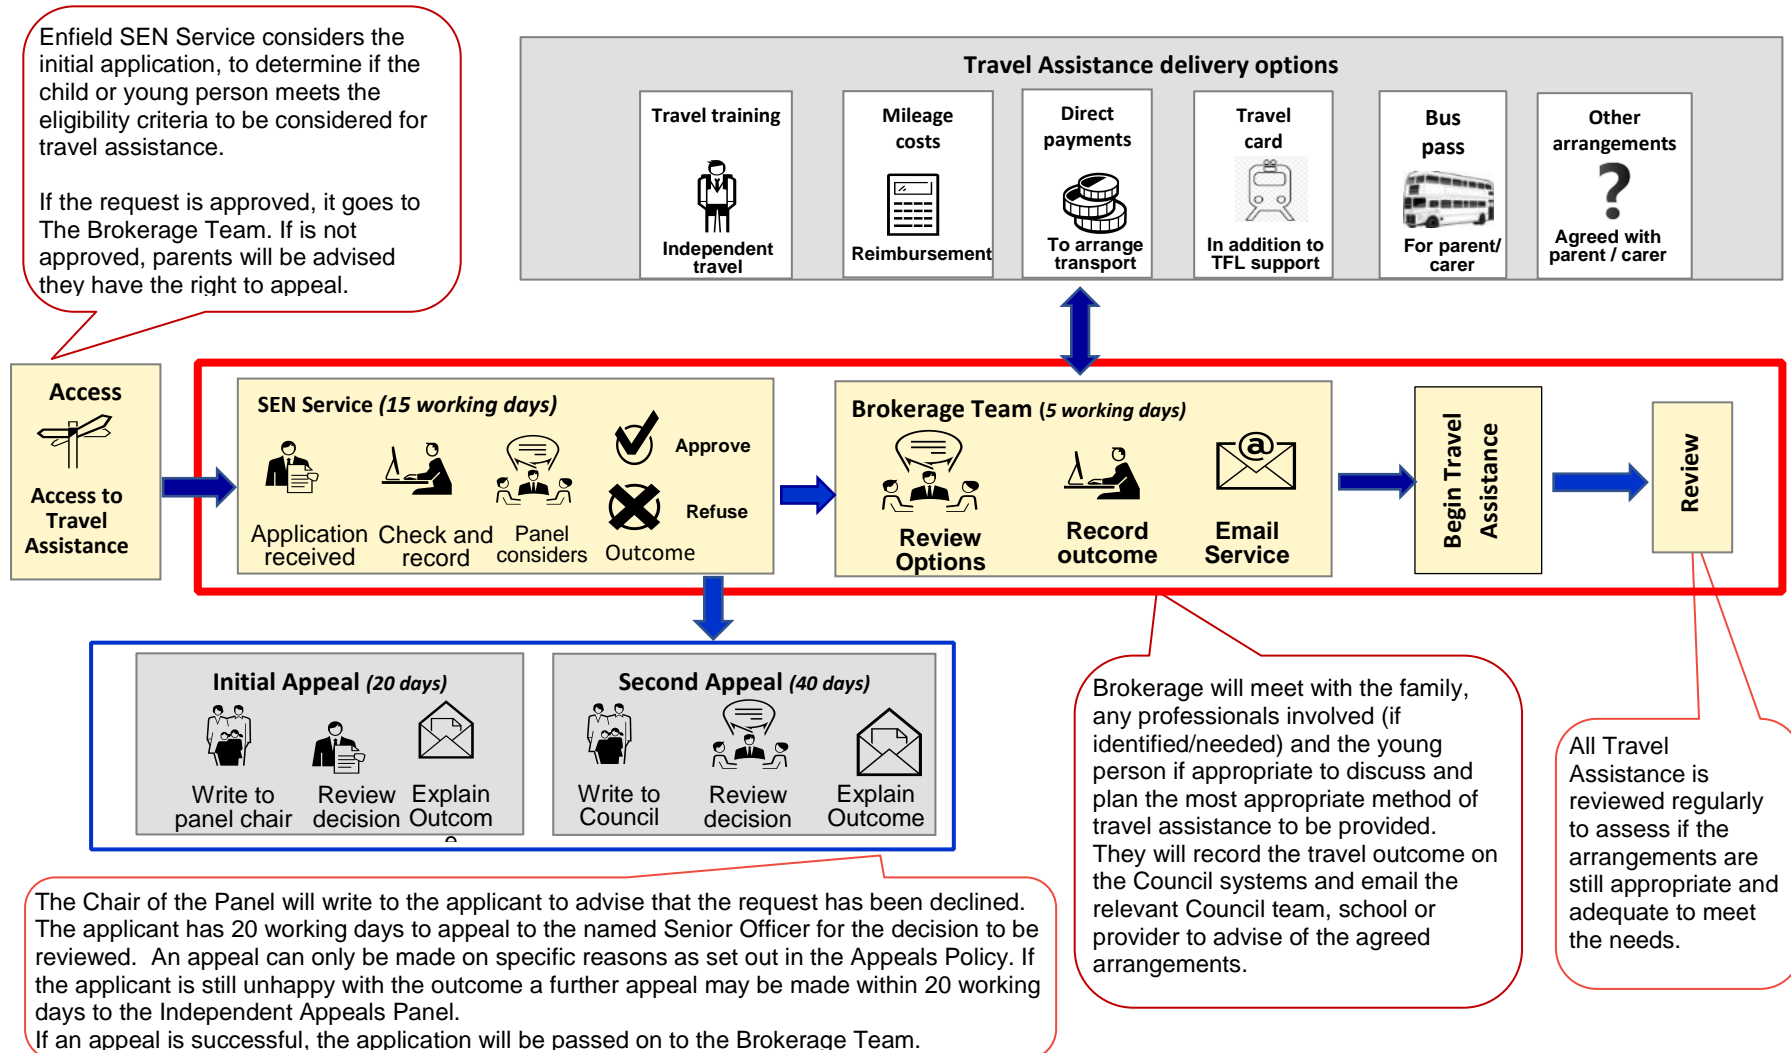 Enfield SEN Service considers the
initial application, to determine if the
child or young person meets the
eligibility criteria to be considered for
travel assistance.
If the request is approved, it goes to
The Brokerage Team. If is not
approved, parents will be advised
they have the right to appeal.
Travel Assistance delivery options
Travel training
Independent
travel
Mileage
costs
Reimbursement
Direct
payments
To arrange
transport
Travel
card
In addition to
TFL support
Bus
pass
For parent/
carer
Other
arrangements
?
Agreed with
parent / carer
Access
Access to
Travel
Assistance
SEN Service (15 working days)
Application
received
Check and
record
Panel
considers
Approve
Refuse
Outcome
Brokerage Team (5 working days)
Review
Options
Record
outcome
@
Email
Service
Begin Travel
Assistance
Review
Initial Appeal (20 days)
Write to
panel chair
Review
decision
Explain
Outcom
e
Second Appeal (40 days)
Write to
Council
Review
decision
Explain
Outcome
Brokerage will meet with the family,
any professionals involved (if
identified/needed) and the young
person if appropriate to discuss and
plan the most appropriate method of
travel assistance to be provided.
They will record the travel outcome on
the Council systems and email the
relevant Council team, school or
provider to advise of the agreed
arrangements.
All Travel
Assistance is
reviewed regularly
to assess if the
arrangements are
still appropriate and
adequate to meet
the needs.
The Chair of the Panel will write to the applicant to advise that the request has been declined.
The applicant has 20 working days to appeal to the named Senior Officer for the decision to be
reviewed.  An appeal can only be made on specific reasons as set out in the Appeals Policy. If
the applicant is still unhappy with the outcome a further appeal may be made within 20 working
days to the Independent Appeals Panel.
If an appeal is successful, the application will be passed on to the Brokerage Team.